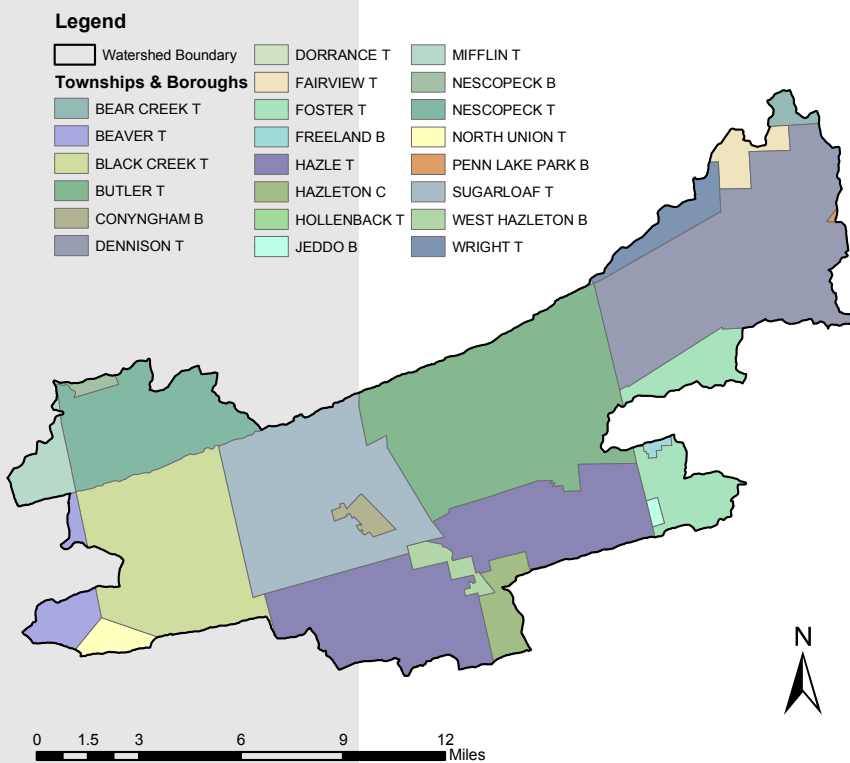 Legend
Watershed Boundary
Townships & Boroughs
BEAR CREEK T
BEAVER T
BLACK CREEK T
BUTLER T
CONYNGHAM B
DENNISON T
DORRANCE T
FAIRVIEW T
FOSTER T
FREELAND B
HAZLE T
HAZLETON C
HOLLENBACK T
JEDDO B
MIFFLIN T
NESCOPECK B
NESCOPECK T
NORTH UNION T
PENN LAKE PARK B
SUGARLOAF T
WEST HAZLETON B
WRIGHT T
N
0 1.5 3 6 9 12
Miles